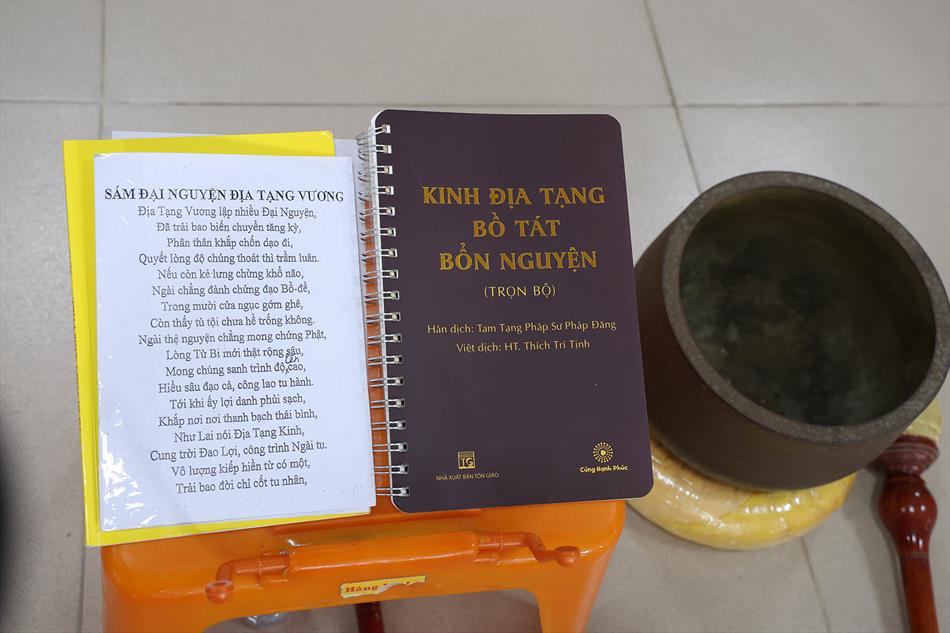 SÁM ĐẠI NGUYỆN ĐỊA TẠNG VƯƠNG
Địa Tạng Vương lập nhiều Đại Nguyện,
Đã trải bao biến chuyển tăng kỳ,
Phân thân khắp chốn dạo đi,
Quyết lòng độ chúng thoát thì trầm luân.
Nếu còn kẻ lưng chừng khổ não,
Ngài chẳng đành chứng đạo Bồ-đề,
Trong mười cửa ngục gớm ghê,
Còn thấy tù tội chưa hề trống không.
Ngài thệ nguyện chẳng mong chứng Phật,
Lòng Từ Bi mới thật rộng sâu,
lên
Mong chúng sanh trình độ cao,
Hiểu sâu đạo cả, công lao tu hành.
Tới khi ấy lợi danh phủi sạch,
Khắp nơi nơi thanh bạch thái bình,
Như Lai nói Địa Tạng Kinh,
Cung trời Đao Lợi, công trình Ngài tu.
Vô lượng kiếp hiền từ có một,
Trải bao đời chỉ cốt tu nhân,
KINH ĐỊA TẠNG
BỒ TÁT
BỔN NGUYỆN
(TRỌN BỘ)
Hán dịch: Tam Tạng Pháp Sư Pháp Đăng
Việt dịch: HT. Thích Trí Tịnh
TG
NHÀ XUẤT BẢN TÔN GIÁO
Cùng Hạnh Phúc
Hàng